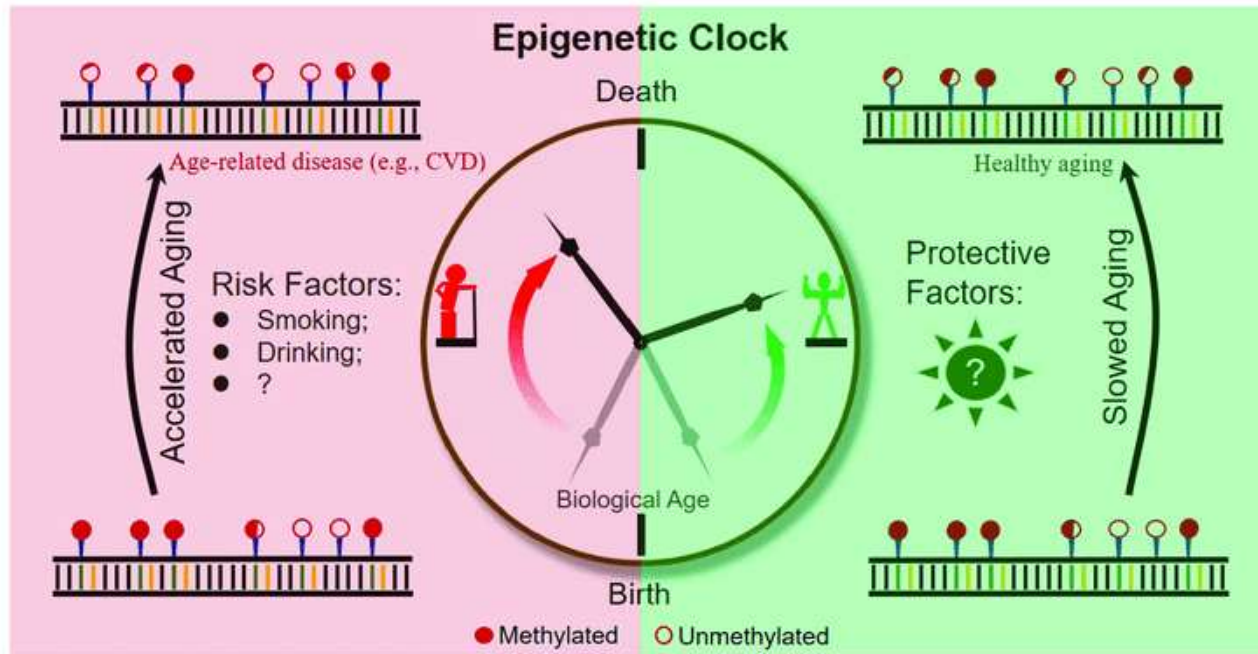 Epigenetic Clock
Death
Age-related disease (e.g., CVD)
Healthy aging
Accelerated Aging
Risk Factors:
● Smoking;
● Drinking;
● ?
Protective
Factors:
?
Slowed Aging
Biological Age
Birth
Methylated
Unmethylated